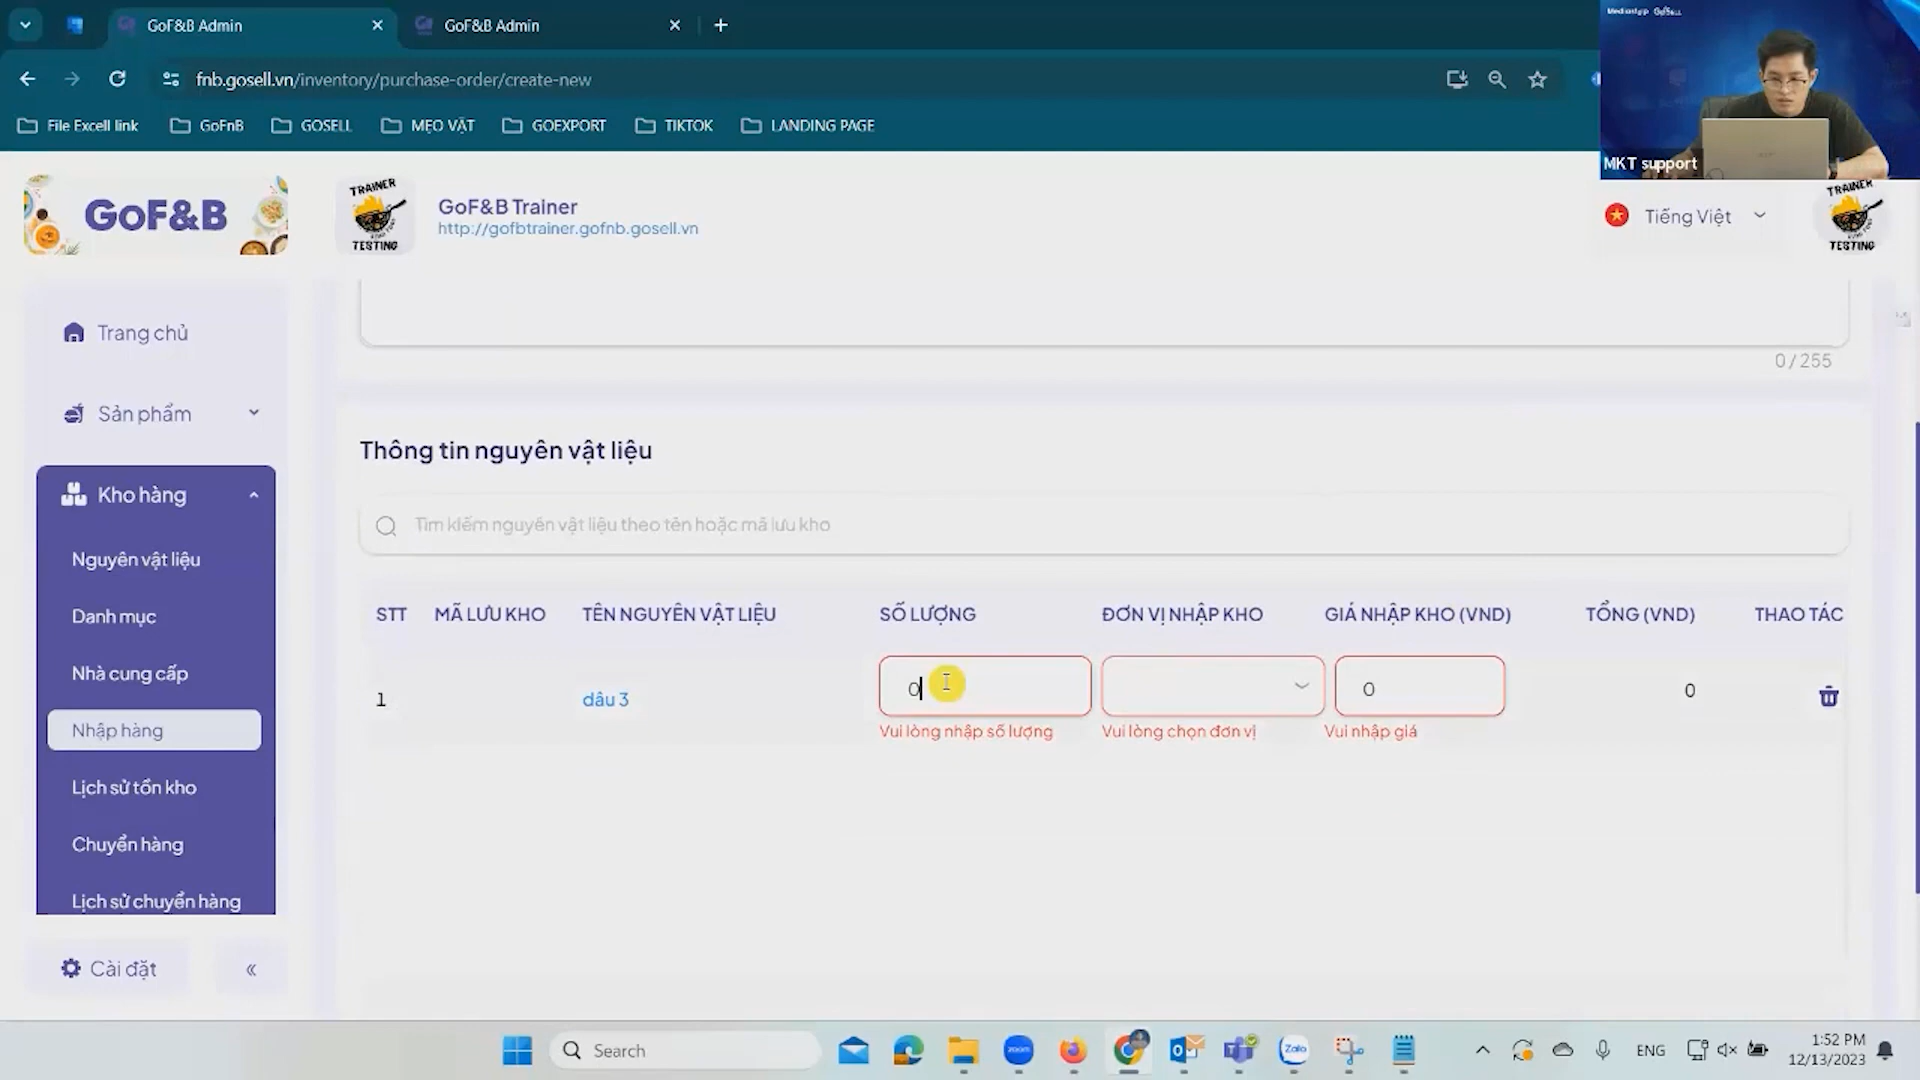 GoF&B Admin
GoF&B Admin
fnb.gosell.vn/inventory/purchase-order/create-new
File Excell link
GoFnB
GOSELL
MẸO VẶT
GOEXPORT
TIKTOK
LANDING PAGE
GoSELL
MKT support
GoF&B
TRAINER
TESTING
GoF&B Trainer
http://gofbtrainer.gofnb.gosell.vn
Tiếng Việt
TRAINER
TESTING
Trang chủ
Sản phẩm
Kho hàng
Nguyên vật liệu
Danh mục
Nhà cung cấp
Nhập hàng
Lịch sử tồn kho
Chuyển hàng
Lịch sử chuyển hàng
Cài đặt
0 / 255
Thông tin nguyên vật liệu
Tìm kiếm nguyên vật liệu theo tên hoặc mã lưu kho
STT MÃ LƯU KHO TÊN NGUYÊN VẬT LIỆU SỐ LƯỢNG ĐƠN VỊ NHẬP KHO GIÁ NHẬP KHO (VND) TỔNG (VND) THAO TÁC
1 dâu 3 0 0 0
Vui lòng nhập số lượng Vui lòng chọn đơn vị Vui nhập giá
Search
zoom
Zalo
ENG
1:52 PM
12/13/2023